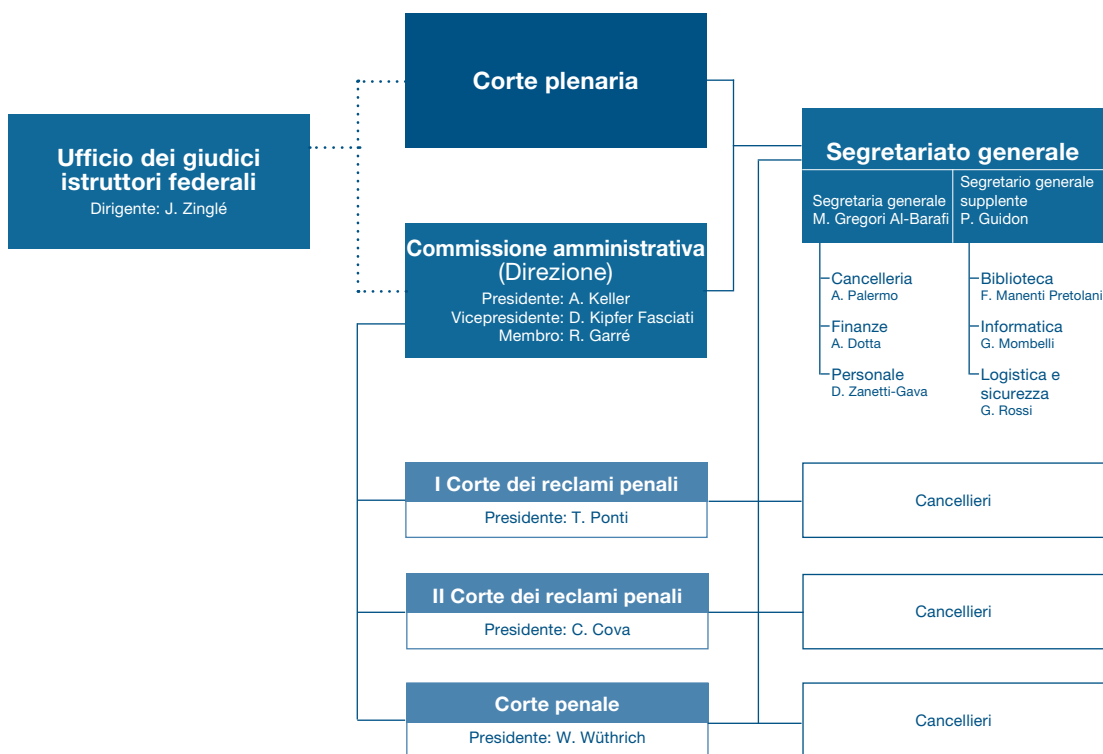 Corte plenaria
Ufficio dei giudici
istruttori federali
Dirigente: J. Zinglé
Commissione amministrativa
(Direzione)
Presidente: A. Keller
Vicepresidente: D. Kipfer Fasciati
Membro: R. Garré
Segretariato generale
Segretaria generale
M. Gregori Al-Barafi
Segretario generale
supplente
P. Guidon
Cancelleria
A. Palermo
Finanze
A. Dotta
Personale
D. Zanetti-Gava
Biblioteca
F. Manenti Pretolani
Informatica
G. Mombelli
Logistica e
sicurezza
G. Rossi
I Corte dei reclami penali
Presidente: T. Ponti
Cancellieri
II Corte dei reclami penali
Presidente: C. Cova
Cancellieri
Corte penale
Presidente: W. Wüthrich
Cancellieri